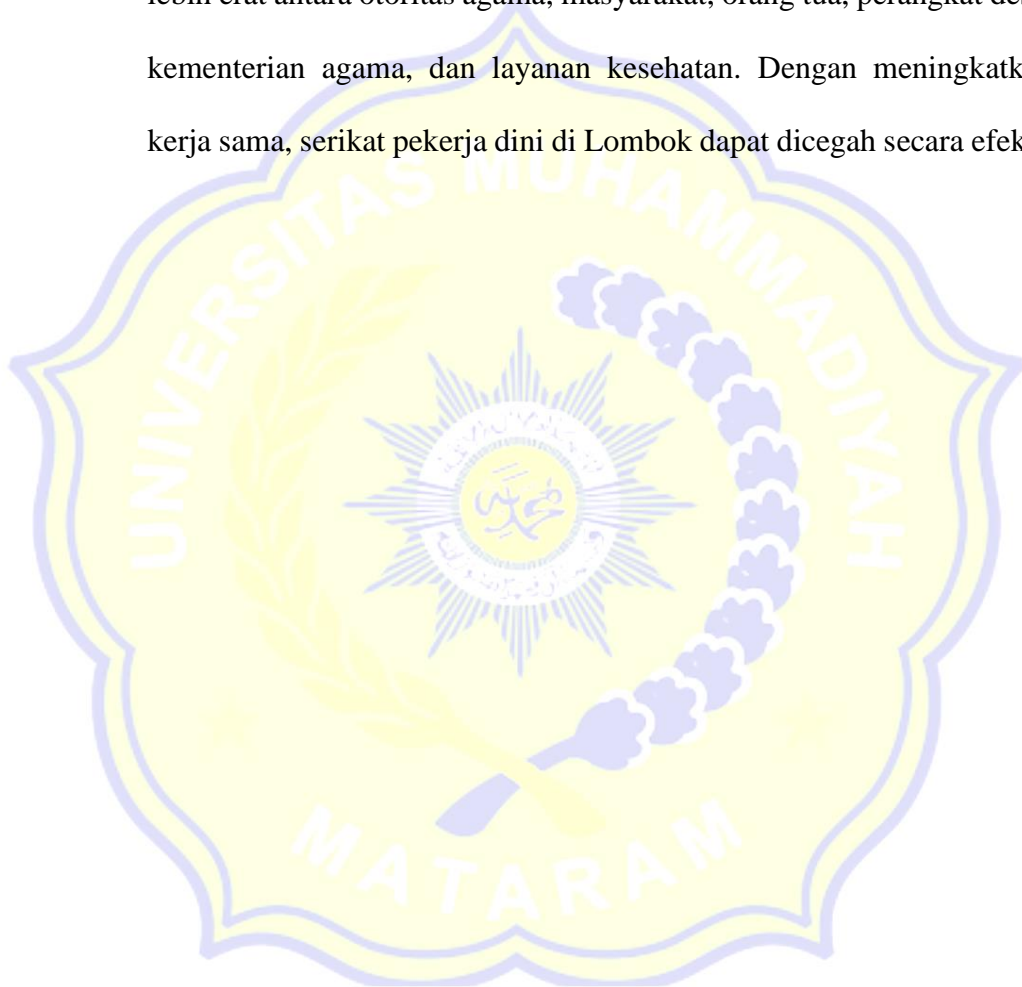 lebih erat antara otoritas agama, masyarakat, orang tua, perangkat de
kementerian agama, dan layanan kesehatan. Dengan meningkatk
kerja sama, serikat pekerja dini di Lombok dapat dicegah secara efek
UNIVERSITAS MUHAMMADIYAH
MATARAM